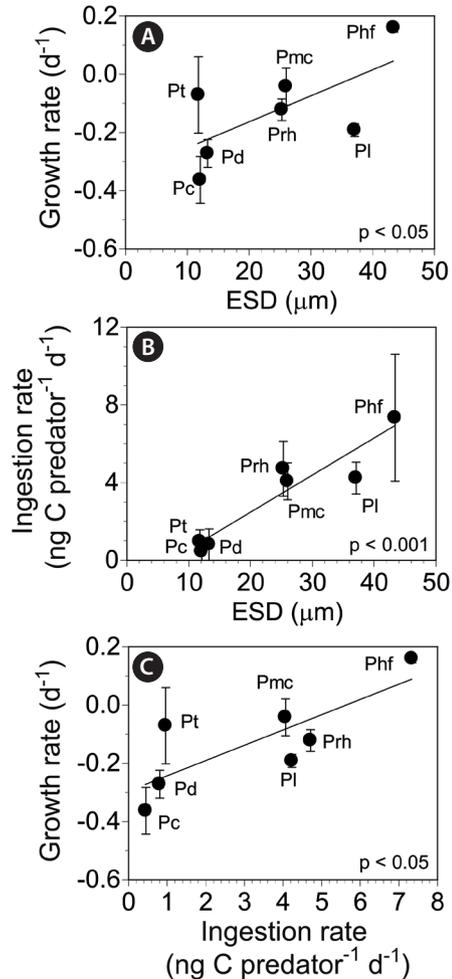 A
Growth rate (d⁻¹)
0.2
0.0
-0.2
-0.4
-0.6
Phf
Pmc
Pt
Prh
Pl
Pd
Pc
p < 0.05
0 10 20 30 40 50
ESD (μm)
B
Ingestion rate
(ng C predator⁻¹ d⁻¹)
12
8
4
0
Phf
Prh
Pmc
Pl
Pt
Pc
Pd
p < 0.001
0 10 20 30 40 50
ESD (μm)
C
Growth rate (d⁻¹)
0.2
0.0
-0.2
-0.4
-0.6
Phf
Pmc
Pt
Prh
Pl
Pd
Pc
p < 0.05
0 1 2 3 4 5 6 7 8
Ingestion rate
(ng C predator⁻¹ d⁻¹)